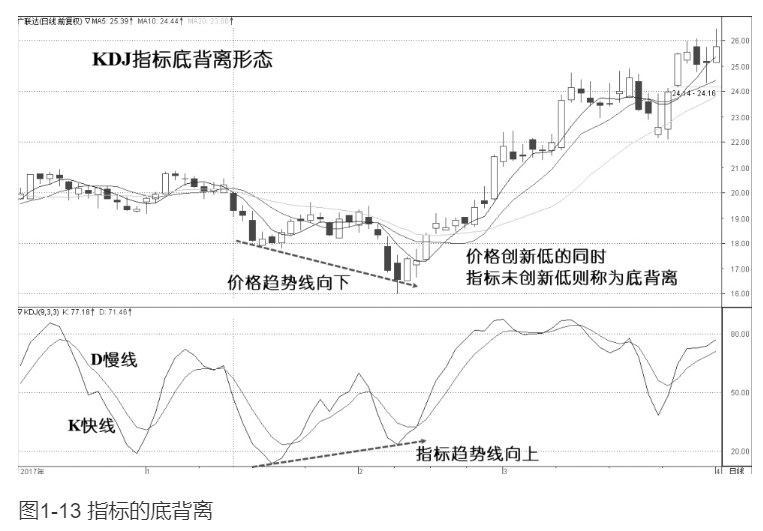 广联达(日线 前复权) ▽ MA5: 25.39↑ MA10: 24.44↑ MA20: 23.86↑
KDJ指标底背离形态
26.00
25.00
24.00
24.14 - 24.16
23.00
22.00
21.00
20.00
19.00
18.00
17.00
16.00
价格创新低的同时
指标未创新低则称为底背离
价格趋势线向下
▽ KDJ(9,3,3) K: 77.18↑ D: 71.46↑
80.00
D慢线
50.00
K快线
指标趋势线向上
20.00
2017年 1 2 3 4 日线
图1-13 指标的底背离